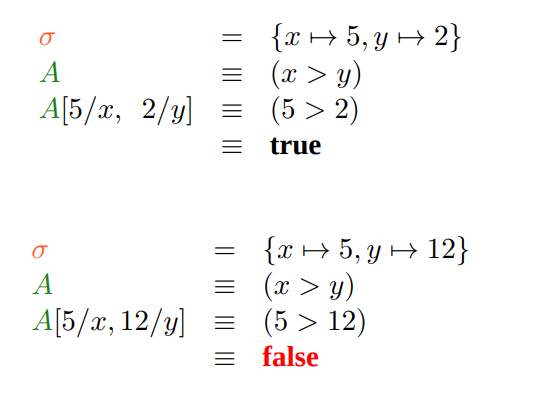 σ = {x ↦ 5, y ↦ 2}
A ≡ (x > y)
A[5/x, 2/y] ≡ (5 > 2)
≡ true
σ = {x ↦ 5, y ↦ 12}
A ≡ (x > y)
A[5/x, 12/y] ≡ (5 > 12)
≡ false